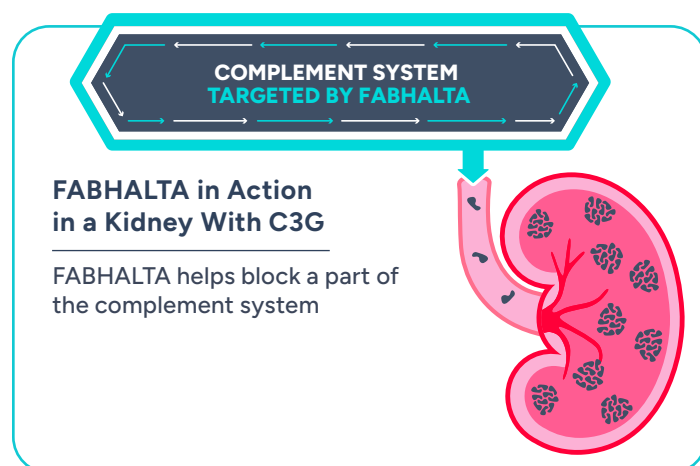 COMPLEMENT SYSTEM
TARGETED BY FABHALTA
FABHALTA in Action
in a Kidney With C3G
FABHALTA helps block a part of
the complement system